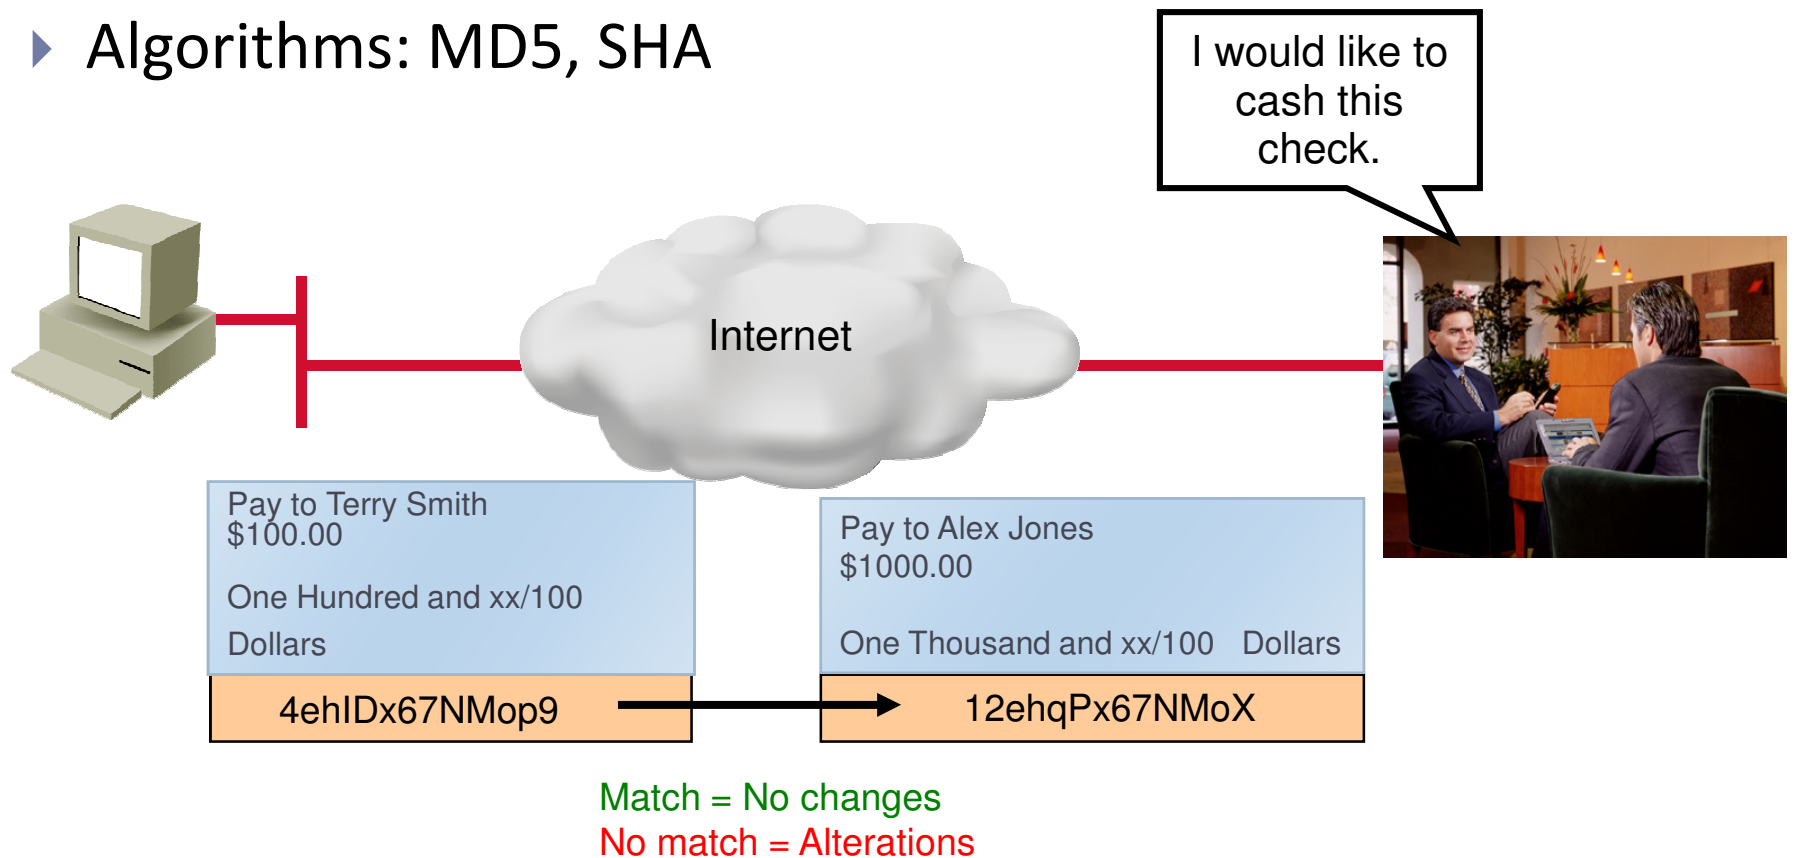 Algorithms: MD5, SHA
I would like to
cash this
check.
Internet
Pay to Terry Smith
$100.00
One Hundred and xx/100
Dollars
4ehIDx67NMop9
Pay to Alex Jones
$1000.00
One Thousand and xx/100 Dollars
12ehqPx67NMoX
Match = No changes
No match = Alterations